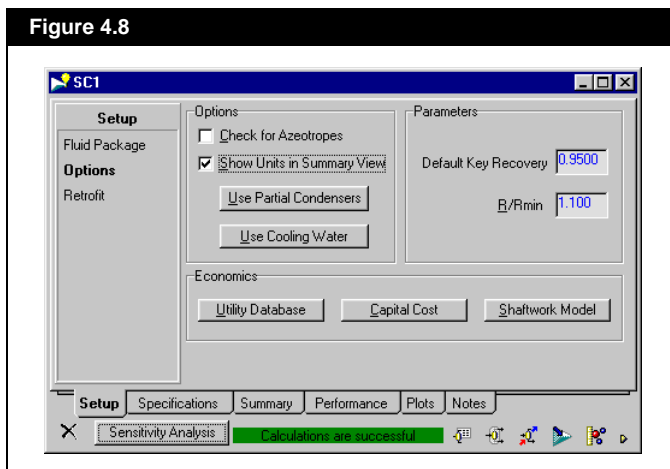 Figure 4.8
SC1
Setup
Fluid Package
Options
Retrofit
Options
Check for Azeotropes
Show Units in Summary View
Use Partial Condensers
Use Cooling Water
Parameters
Default Key Recovery 0.9500
R/Rmin 1.100
Economics
Utility Database Capital Cost Shaftwork Model
Setup Specifications Summary Performance Plots Notes
Sensitivity Analysis Calculations are successful